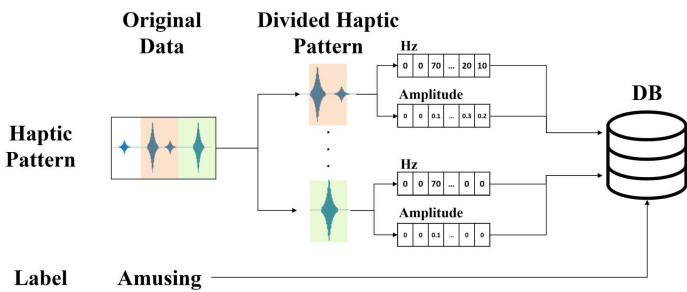 Original
Data
Divided Haptic
Pattern
Hz
0 0 70 ... 20 10
Amplitude
0 0 0.1 ... 0.3 0.2
DB
Haptic
Pattern
Hz
0 0 70 ... 0 0
Amplitude
0 0 0.1 ... 0 0
Label Amusing